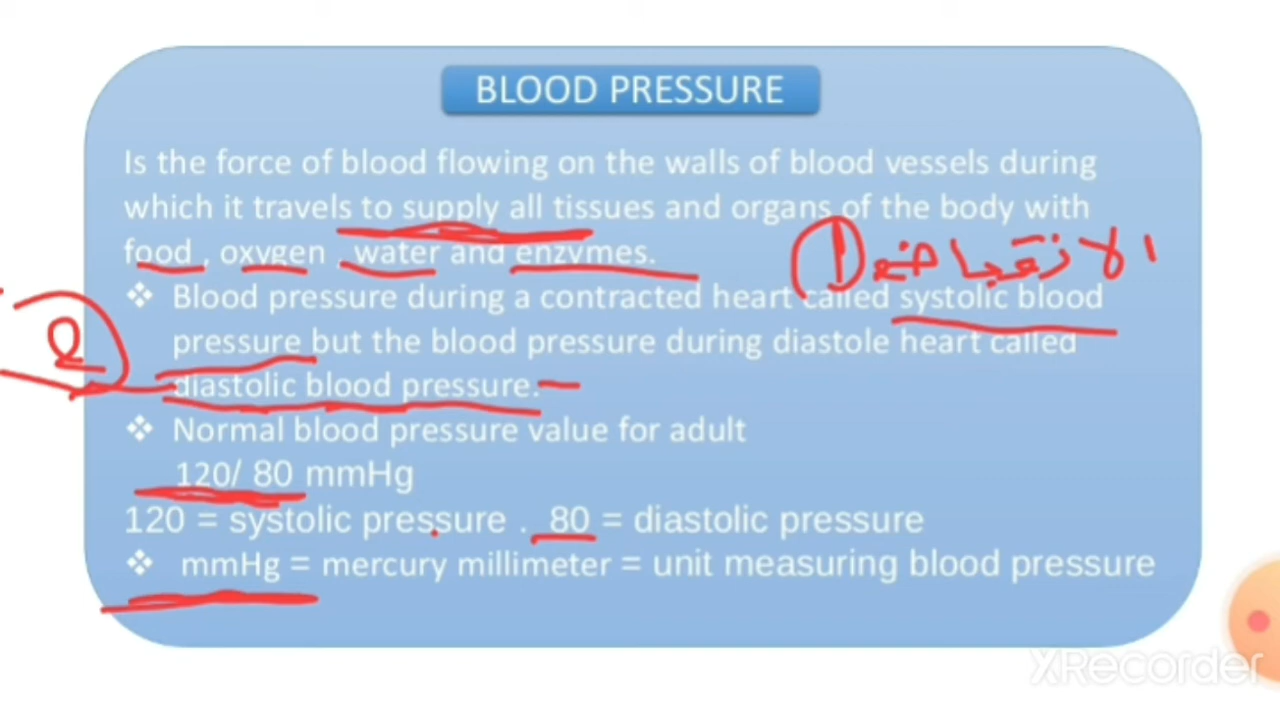 BLOOD PRESSURE
Is the force of blood flowing on the walls of blood vessels during
which it travels to supply all tissues and organs of the body with
food , oxygen , water and enzymes.
الانقباضي ①
❖ Blood pressure during a contracted heart called systolic blood
pressure but the blood pressure during diastole heart called
diastolic blood pressure.
❖ Normal blood pressure value for adult
120/ 80 mmHg
120 = systolic pressure . 80 = diastolic pressure
❖ mmHg = mercury millimeter = unit measuring blood pressure
XRecorder